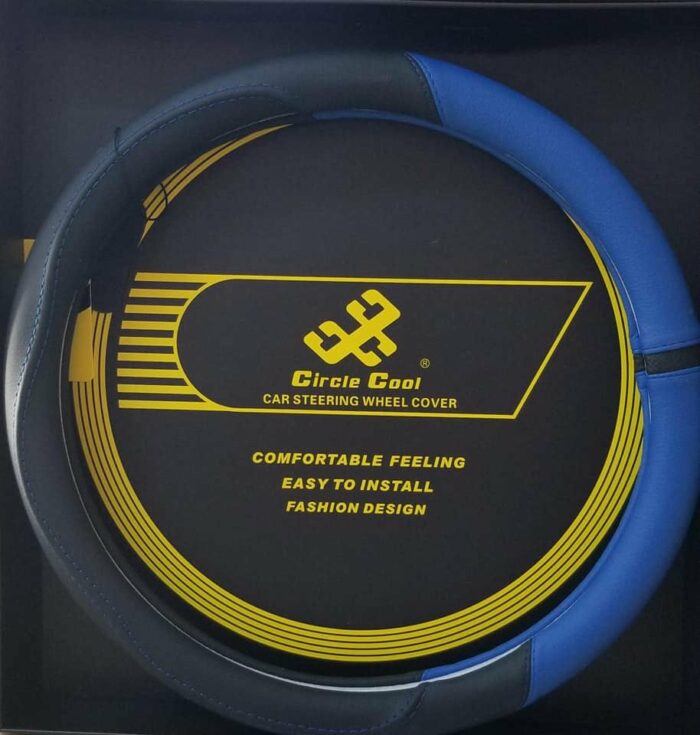 ®
Circle Cool
CAR STEERING WHEEL COVER
COMFORTABLE FEELING
EASY TO INSTALL
FASHION DESIGN